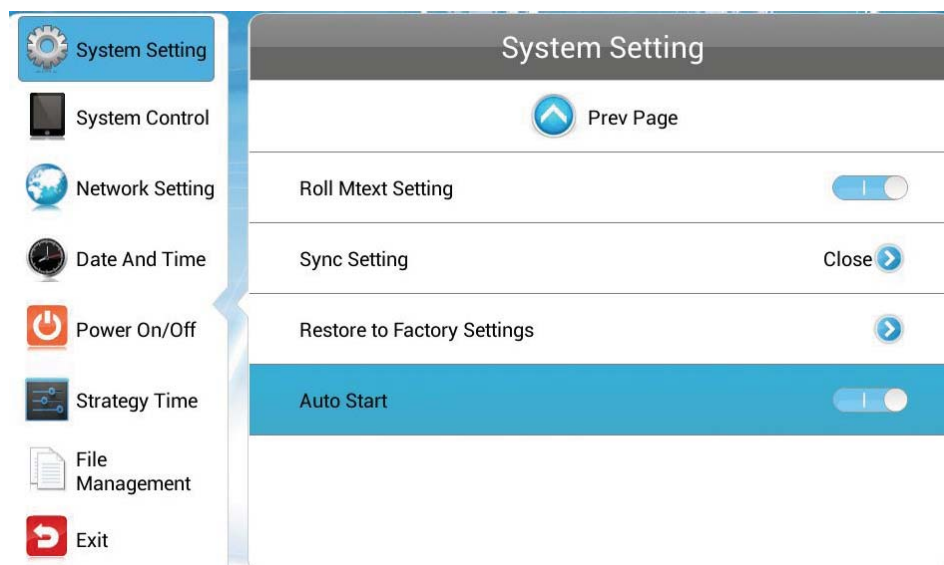 System Setting
System Control
Network Setting
Date And Time
Power On/Off
Strategy Time
File
Management
Exit
System Setting
Prev Page
Roll Mtext Setting
Sync Setting Close
Restore to Factory Settings
Auto Start